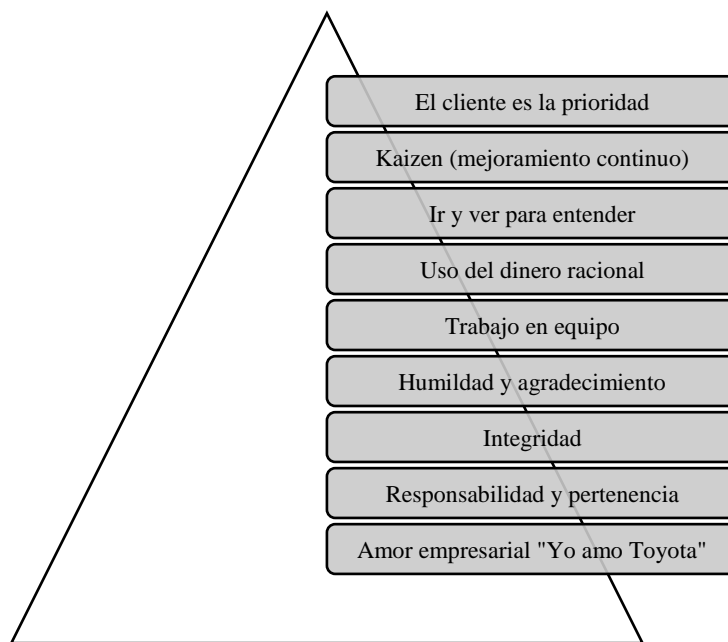 El cliente es la prioridad
Kaizen (mejoramiento continuo)
Ir y ver para entender
Uso del dinero racional
Trabajo en equipo
Humildad y agradecimiento
Integridad
Responsabilidad y pertenencia
Amor empresarial "Yo amo Toyota"